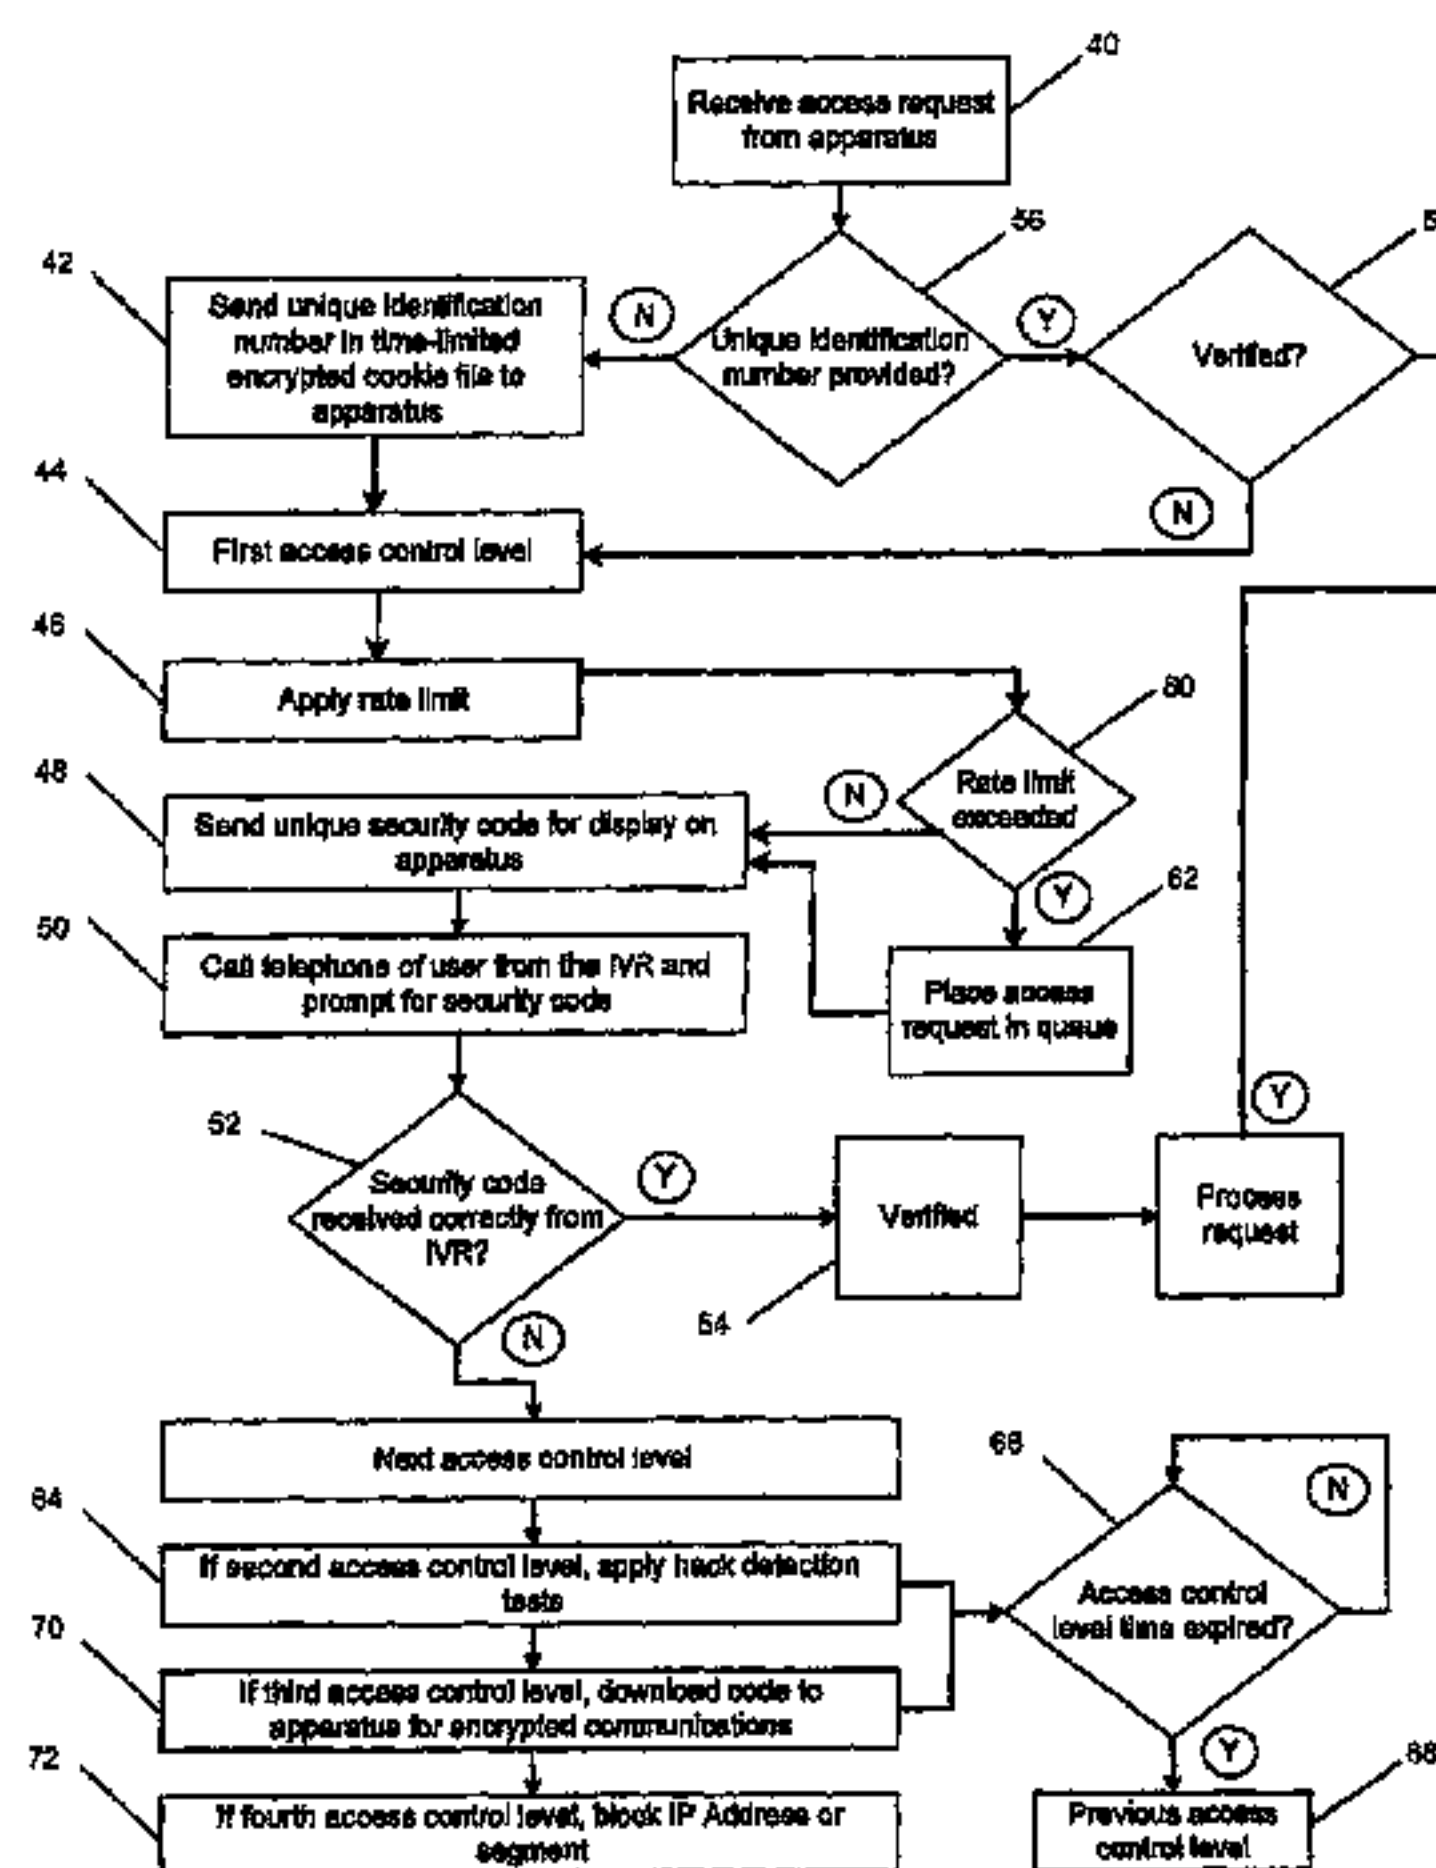 40
Receive access request
from apparatus
56
42
Send unique identification
number in time-limited
encrypted cookie file to
apparatus
N
Unique identification
number provided?
Y
Verified?
44
First access control level
N
46
Apply rate limit
60
Rate limit
exceeded
N
48
Send unique security code for display on
apparatus
Y
62
50
Call telephone of user from the IVR and
prompt for security code
Place access
request in queue
52
Security code
received correctly from
IVR?
Y
Verified
54
Y
Process
request
N
Next access control level
66
N
64
If second access control level, apply hack detection
tests
Access control
level time expired?
70
If third access control level, download code to
apparatus for encrypted communications
Y
68
72
If fourth access control level, block IP Address or
segment
Previous access
control level